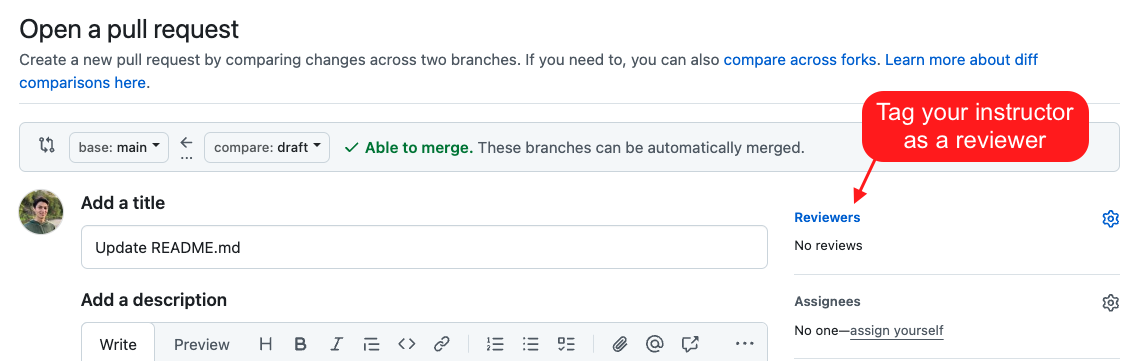 Open a pull request
Create a new pull request by comparing changes across two branches. If you need to, you can also compare across forks. Learn more about diff
comparisons here.
Tag your instructor
as a reviewer
base: main
...
compare: draft
Able to merge. These branches can be automatically merged.
Add a title
Update README.md
Reviewers
No reviews
Add a description
Assignees
No one—assign yourself
Write
Preview
H
B
I